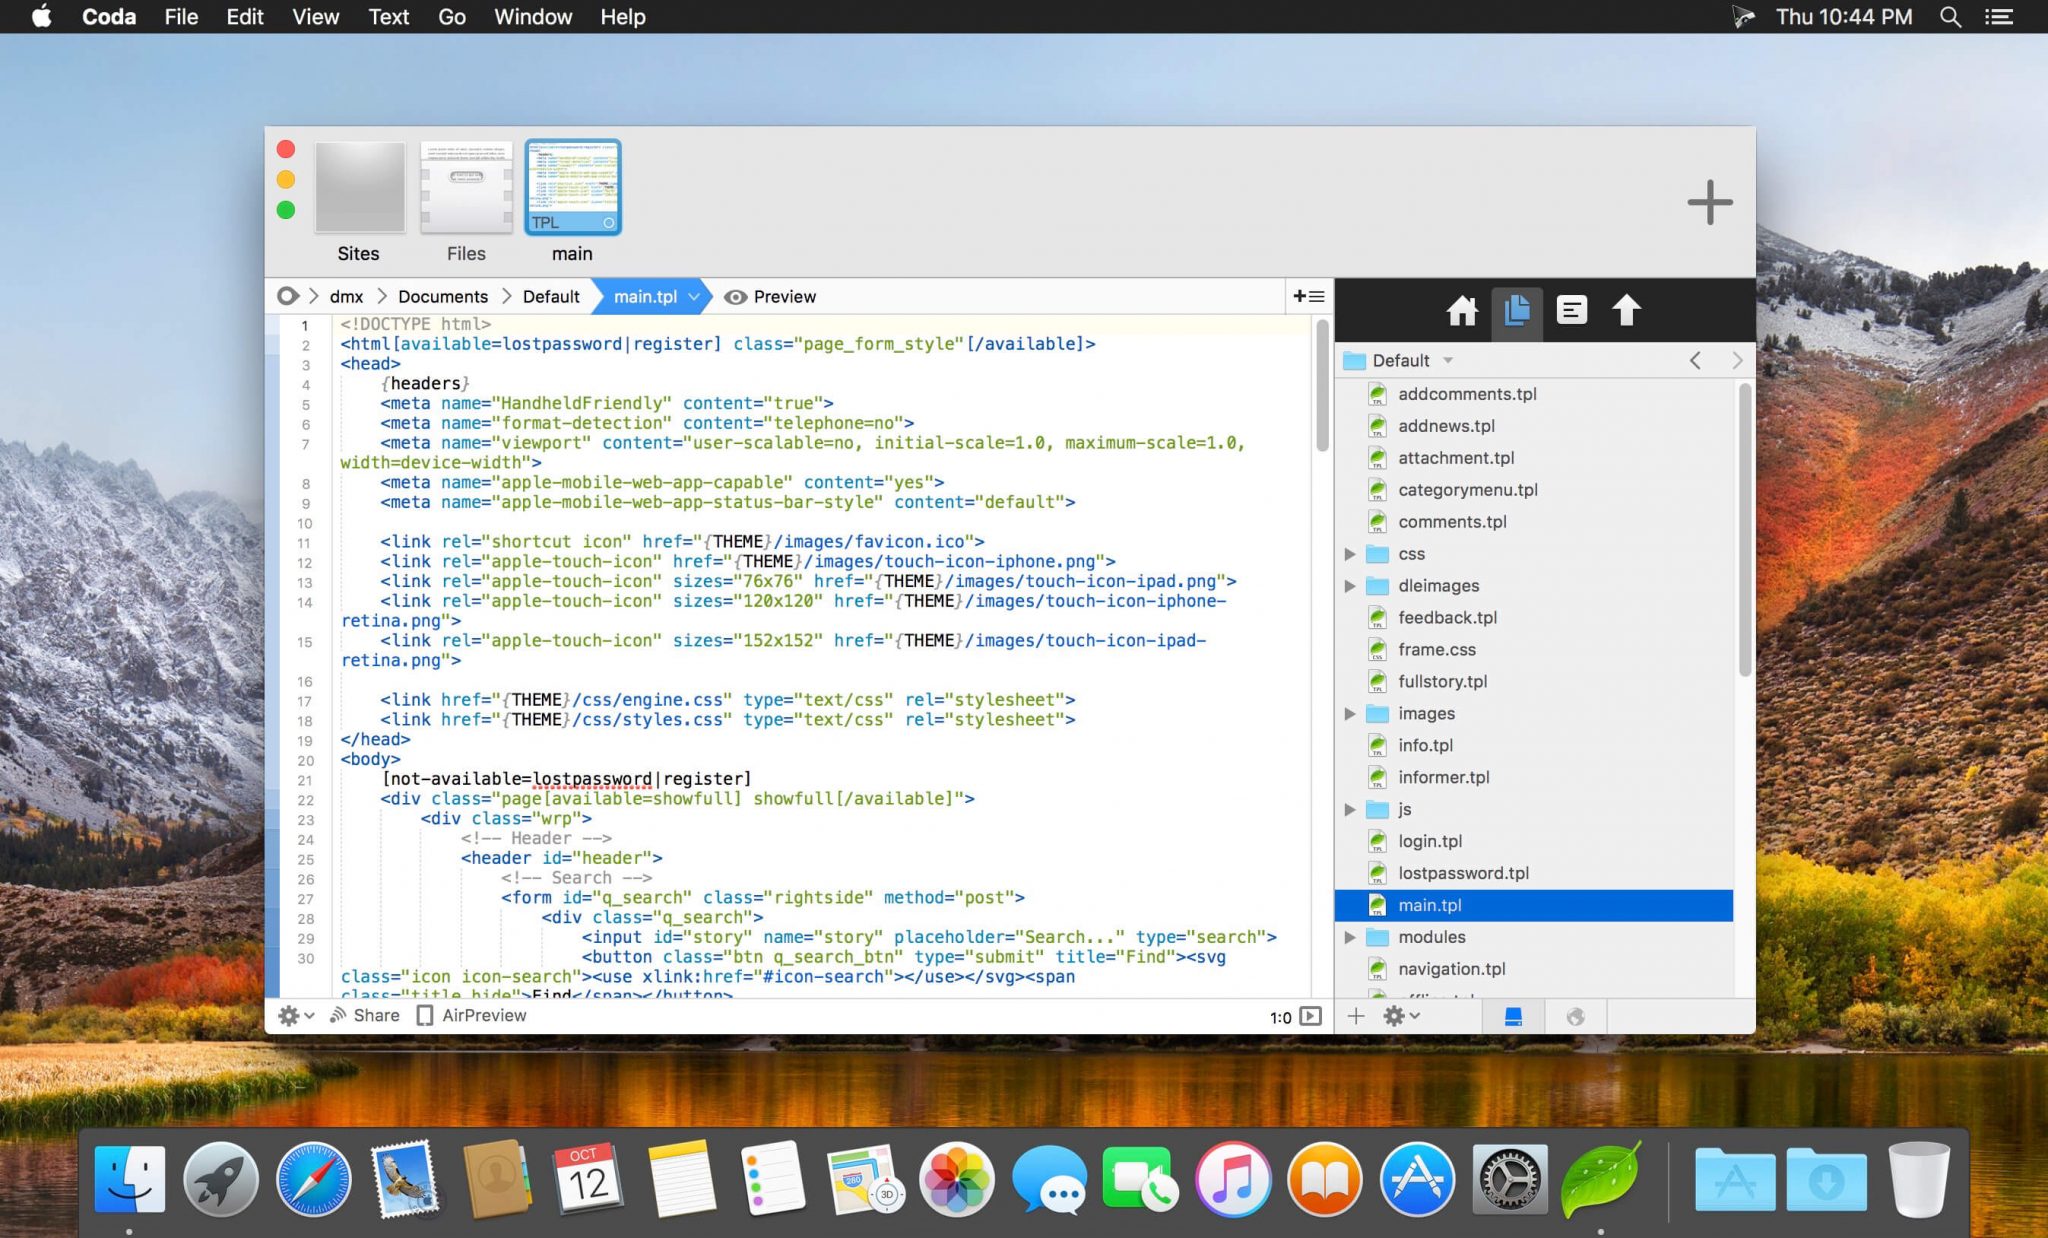 Coda File Edit View Text Go Window Help
Thu 10:44 PM
TPL
Sites Files main
dmx Documents Default main.tpl Preview
1 <!DOCTYPE html>
2 <html[available=lostpassword|register] class="page_form_style"[/available]>
3 <head>
4 {headers}
5 <meta name="HandheldFriendly" content="true">
6 <meta name="format-detection" content="telephone=no">
7 <meta name="viewport" content="user-scalable=no, initial-scale=1.0, maximum-scale=1.0,
width=device-width">
8 <meta name="apple-mobile-web-app-capable" content="yes">
9 <meta name="apple-mobile-web-app-status-bar-style" content="default">
10
11 <link rel="shortcut icon" href="{THEME}/images/favicon.ico">
12 <link rel="apple-touch-icon" href="{THEME}/images/touch-icon-iphone.png">
13 <link rel="apple-touch-icon" sizes="76x76" href="{THEME}/images/touch-icon-ipad.png">
14 <link rel="apple-touch-icon" sizes="120x120" href="{THEME}/images/touch-icon-iphone-
retina.png">
15 <link rel="apple-touch-icon" sizes="152x152" href="{THEME}/images/touch-icon-ipad-
retina.png">
16
17 <link href="{THEME}/css/engine.css" type="text/css" rel="stylesheet">
18 <link href="{THEME}/css/styles.css" type="text/css" rel="stylesheet">
19 </head>
20 <body>
21 [not-available=lostpassword|register]
22 <div class="page[available=showfull] showfull[/available]">
23 <div class="wrp">
24 <!-- Header -->
25 <header id="header">
26 <!-- Search -->
27 <form id="q_search" class="rightside" method="post">
28 <div class="q_search">
29 <input id="story" name="story" placeholder="Search..." type="search">
30 <button class="btn q_search_btn" type="submit" title="Find"><svg
class="icon icon-search"><use xlink:href="#icon-search"></use></svg><span
class="title hide">Find</span></button>
Share AirPreview
1:0
Default
addcomments.tpl
addnews.tpl
attachment.tpl
categorymenu.tpl
comments.tpl
css
dleimages
feedback.tpl
frame.css
fullstory.tpl
images
info.tpl
informer.tpl
js
login.tpl
lostpassword.tpl
main.tpl
modules
navigation.tpl
OCT
12
280
3D